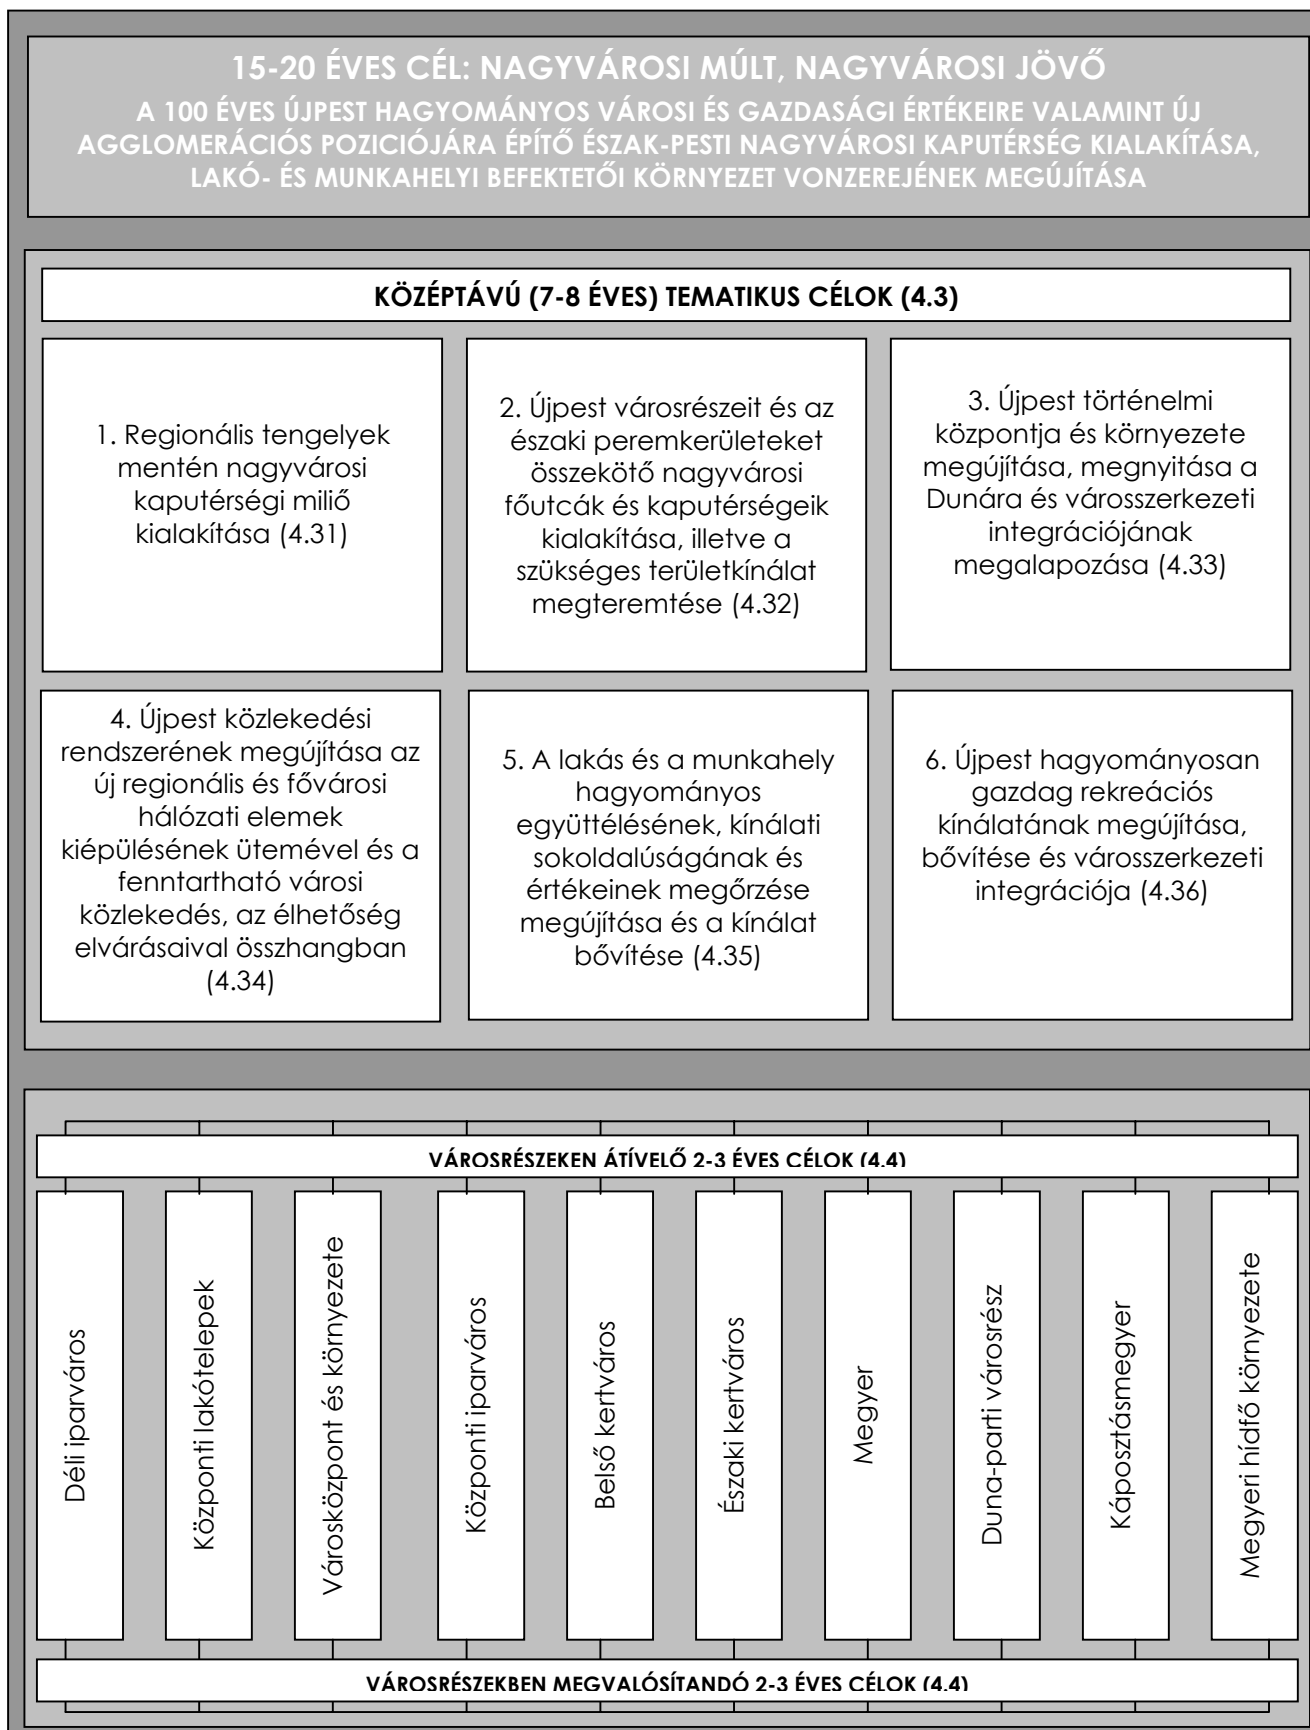 15-20 ÉVES CÉL: NAGYVÁROSI MÚLT, NAGYVÁROSI JÖVŐ
A 100 ÉVES ÚJPEST HAGYOMÁNYOS VÁROSI ÉS GAZDASÁGI ÉRTÉKEIRE VALAMINT ÚJ
AGGLOMERÁCIÓS POZICIÓJÁRA ÉPÍTŐ ÉSZAK-PESTI NAGYVÁROSI KAPUTÉRSÉG KIALAKÍTÁSA,
LAKÓ- ÉS MUNKAHELYI BEFEKTETŐI KÖRNYEZET VONZEREJÉNEK MEGÚJÍTÁSA
KÖZÉPTÁVÚ (7-8 ÉVES) TEMATIKUS CÉLOK (4.3)
1. Regionális tengelyek
mentén nagyvárosi
kaputérségi miliő
kialakítása (4.31)
2. Újpest városrészeit és az
északi peremkerületeket
összekötő nagyvárosi
főutcák és kaputérségeik
kialakítása, illetve a
szükséges területkínálat
megteremtése (4.32)
3. Újpest történelmi
központja és környezete
megújítása, megnyitása a
Dunára és városszerkezeti
integrációjának
megalapozása (4.33)
4. Újpest közlekedési
rendszerének megújítása az
új regionális és fővárosi
hálózati elemek
kiépülésének ütemével és a
fenntartható városi
közlekedés, az élhetőség
elvárásaival összhangban
(4.34)
5. A lakás és a munkahely
hagyományos
együttélésének, kínálati
sokoldalúságának és
értékeinek megőrzése
megújítása és a kínálat
bővítése (4.35)
6. Újpest hagyományosan
gazdag rekreációs
kínálatának megújítása,
bővítése és városszerkezeti
integrációja (4.36)
VÁROSRÉSZEKEN ÁTÍVELŐ 2-3 ÉVES CÉLOK (4.4)
Déli iparváros
Központi lakótelepek
Városközpont és környezete
Központi iparváros
Belső kertváros
Északi kertváros
Megyer
Duna-parti városrész
Káposztásmegyer
Megyeri hídfő környezete
VÁROSRÉSZEKBEN MEGVALÓSÍTANDÓ 2-3 ÉVES CÉLOK (4.4)